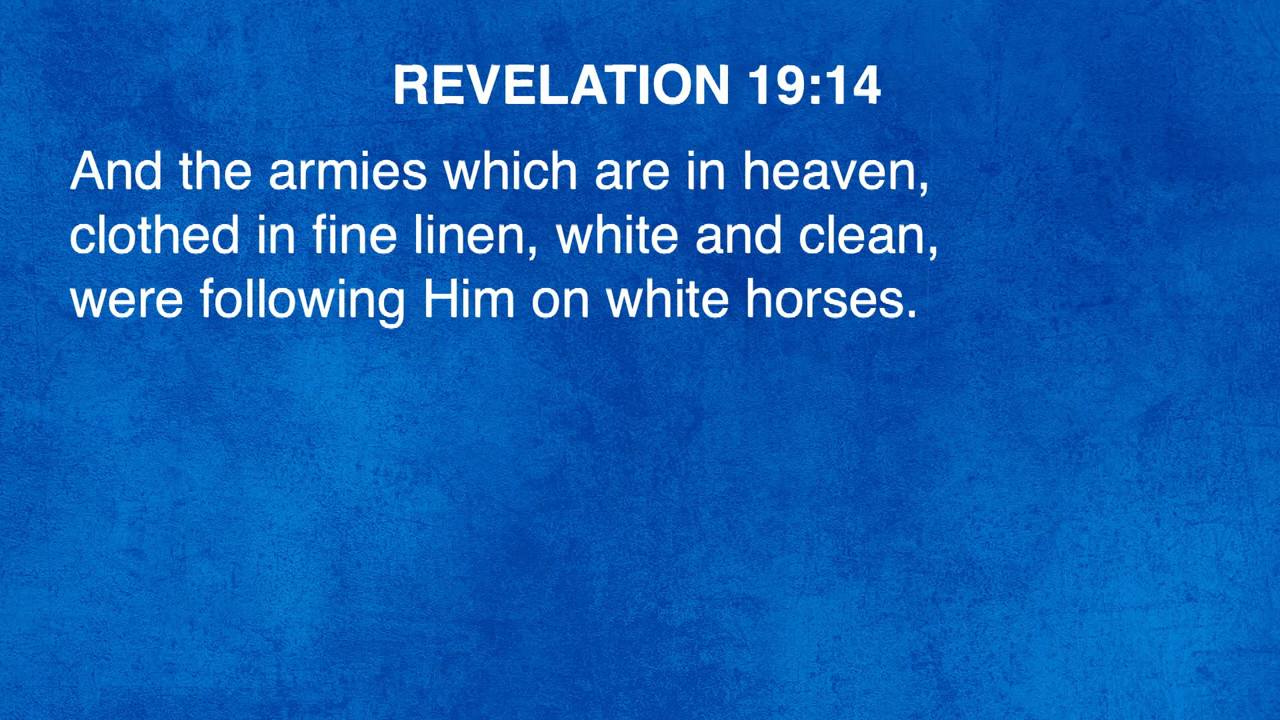 REVELATION 19:14
And the armies which are in heaven,
clothed in fine linen, white and clean,
were following Him on white horses.